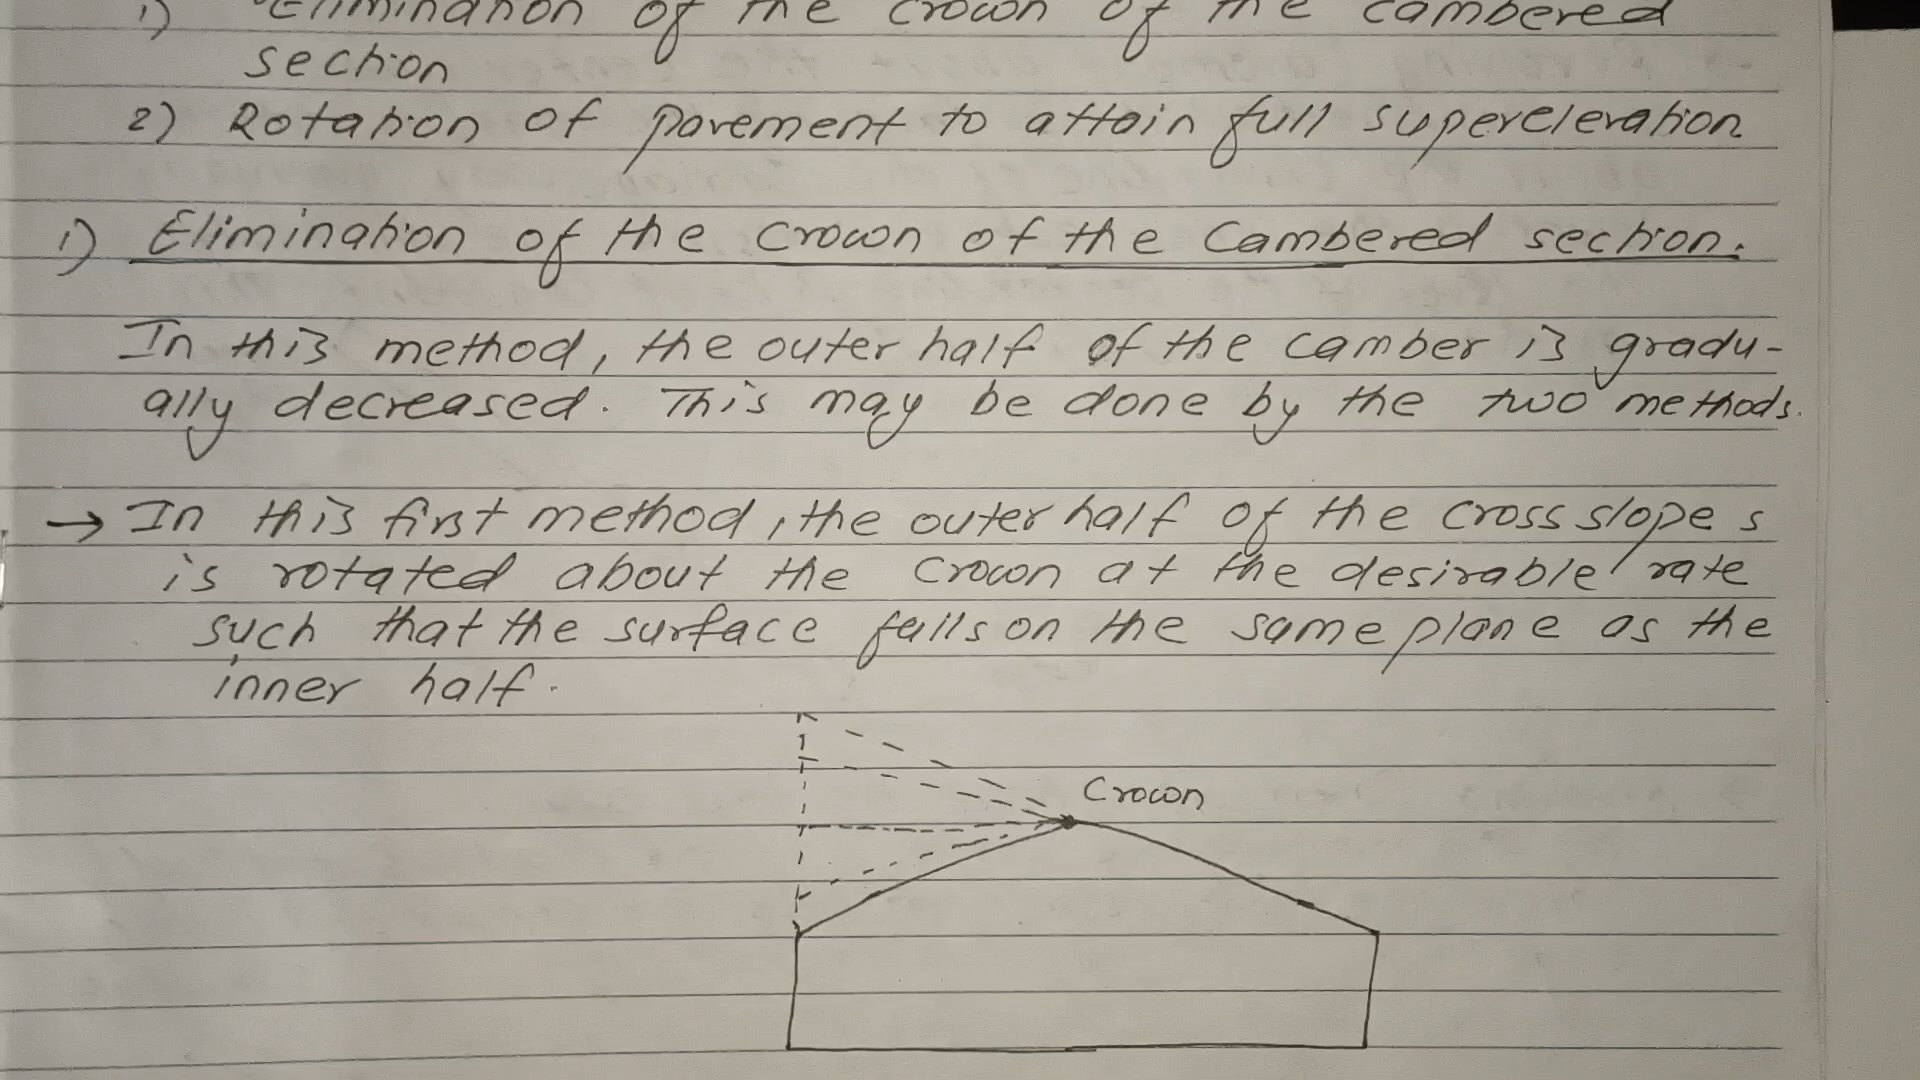 1) Elimination of the crown of the cambered
section
2) Rotation of pavement to attain full superelevation
1) Elimination of the Crown of the Cambered section.
In this method, the outer half of the camber is gradu-
ally decreased. This may be done by the two methods.
→ In this first method, the outer half of the cross slope s
is rotated about the crown at the desirable rate
such that the surface falls on the same plane as the
inner half.
Crown